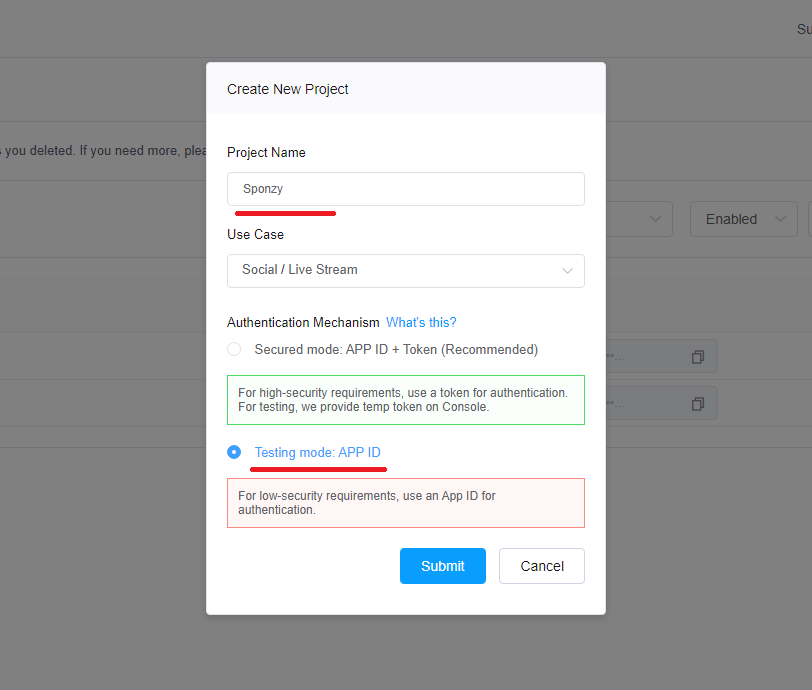 Su
Create New Project
s you deleted. If you need more, plea
Project Name
Sponzy
Enabled
Use Case
Social / Live Stream
Authentication Mechanism What's this?
Secured mode: APP ID + Token (Recommended)
For high-security requirements, use a token for authentication.
For testing, we provide temp token on Console.
Testing mode: APP ID
For low-security requirements, use an App ID for
authentication.
Submit Cancel